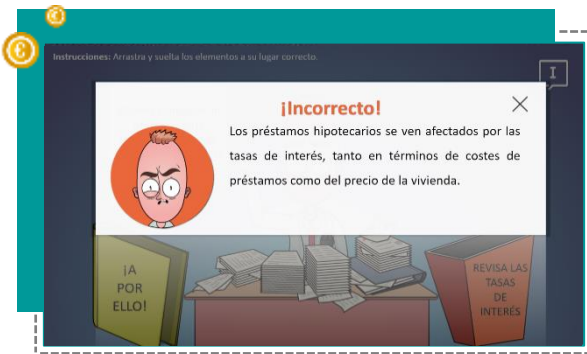 Instrucciones: Arrastra y suelta los elementos a su lugar correcto.
I
¡Incorrecto!
Los préstamos hipotecarios se ven afectados por las
tasas de interés, tanto en términos de costes de
préstamos como del precio de la vivienda.
¡A
POR
ELLO!
REVISA LAS
TASAS
DE
INTERÉS